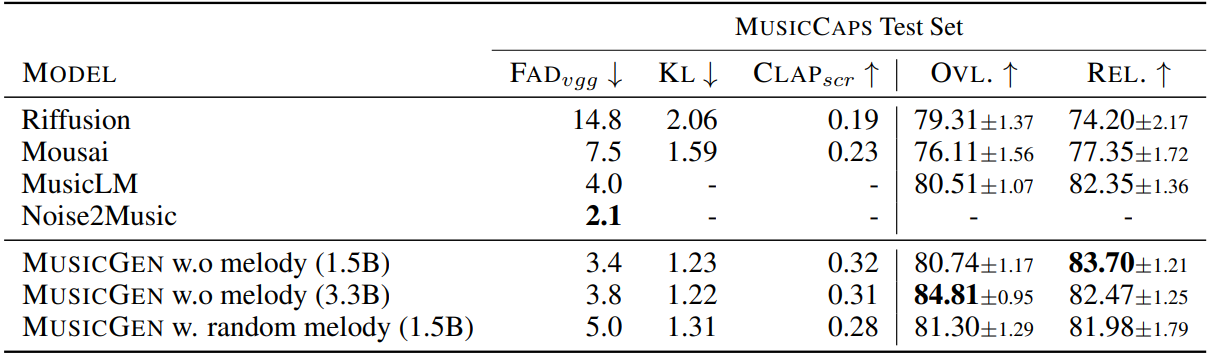 MUSICCAPS Test Set
MODEL FADvgg ↓ KL ↓ CLAPscr ↑ OVL. ↑ REL. ↑
Riffusion 14.8 2.06 0.19 79.31±1.37 74.20±2.17
Mousai 7.5 1.59 0.23 76.11±1.56 77.35±1.72
MusicLM 4.0 - - 80.51±1.07 82.35±1.36
Noise2Music 2.1 - - - -
MUSICGEN w.o melody (1.5B) 3.4 1.23 0.32 80.74±1.17 83.70±1.21
MUSICGEN w.o melody (3.3B) 3.8 1.22 0.31 84.81±0.95 82.47±1.25
MUSICGEN w. random melody (1.5B) 5.0 1.31 0.28 81.30±1.29 81.98±1.79